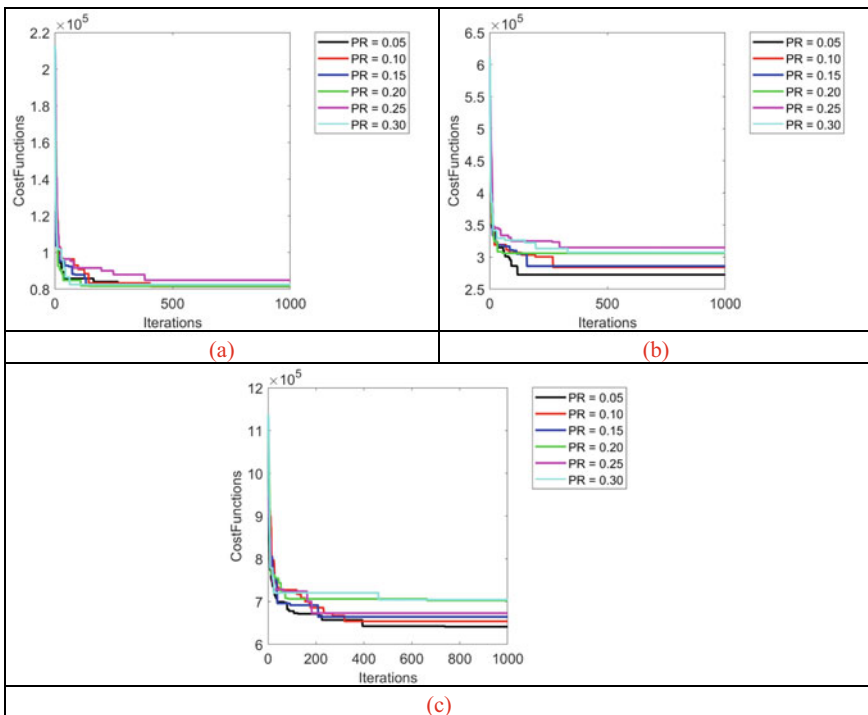 ×10^5
2.2
2
1.8
1.6
1.4
1.2
1
0.8
CostFunctions
0 500 1000
Iterations
PR = 0.05
PR = 0.10
PR = 0.15
PR = 0.20
PR = 0.25
PR = 0.30
(a)
×10^5
6.5
6
5.5
5
4.5
4
3.5
3
2.5
CostFunctions
0 500 1000
Iterations
PR = 0.05
PR = 0.10
PR = 0.15
PR = 0.20
PR = 0.25
PR = 0.30
(b)
×10^5
12
11
10
9
8
7
6
CostFunctions
0 200 400 600 800 1000
Iterations
PR = 0.05
PR = 0.10
PR = 0.15
PR = 0.20
PR = 0.25
PR = 0.30
(c)